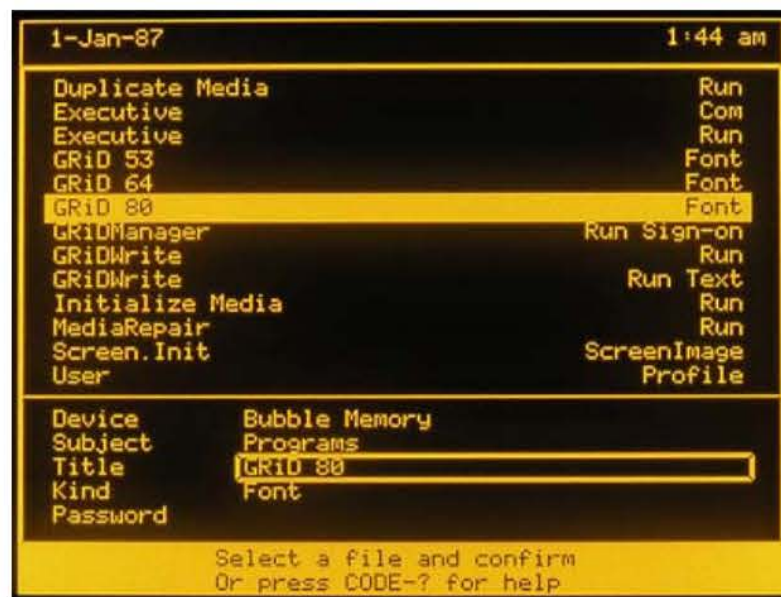 1-Jan-87 1:44 am
Duplicate Media Run
Executive Com
Executive Run
GRiD 53 Font
GRiD 64 Font
GRiD 80 Font
GRiDManager Run Sign-on
GRiDWrite Run
GRiDWrite Run Text
Initialize Media Run
MediaRepair Run
Screen.Init ScreenImage
User Profile
Device Bubble Memory
Subject Programs
Title GRiD 80
Kind Font
Password
Select a file and confirm
Or press CODE-? for help